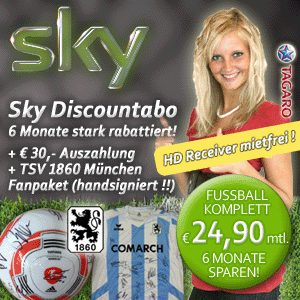 sky
TAGARO
Sky Discountabo
6 Monate stark rabattiert!
+ € 30,- Auszahlung
+ TSV 1860 München
Fanpaket (handsigniert !!)
HD Receiver mietfrei !
FUSSBALL
KOMPLETT
€ 24,90 mtl.
6 MONATE
SPAREN!
1860
COMARCH